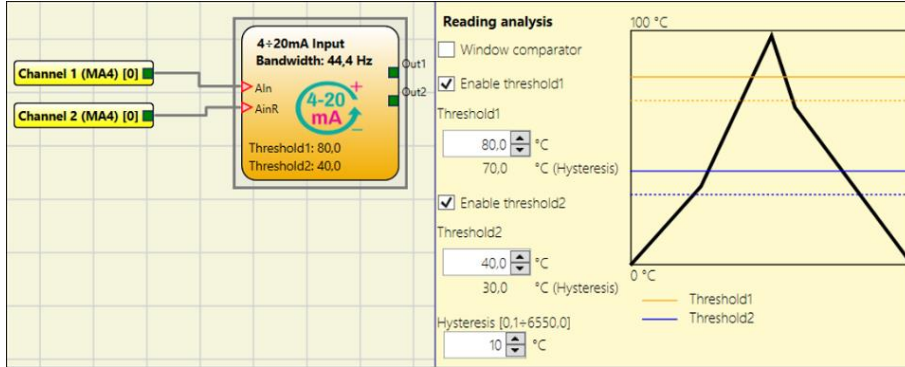 4÷20mA Input
Bandwidth: 44,4 Hz
Channel 1 (MA4) [0]
Channel 2 (MA4) [0]
AIn
AinR
Out1
Out2
4-20
mA
Threshold1: 80,0
Threshold2: 40,0
Reading analysis
Window comparator
Enable threshold1
Threshold1
80,0 °C
70,0 °C (Hysteresis)
Enable threshold2
Threshold2
40,0 °C
30,0 °C (Hysteresis)
Hysteresis [0,1÷6550,0]
10 °C
100 °C
0 °C
Threshold1
Threshold2